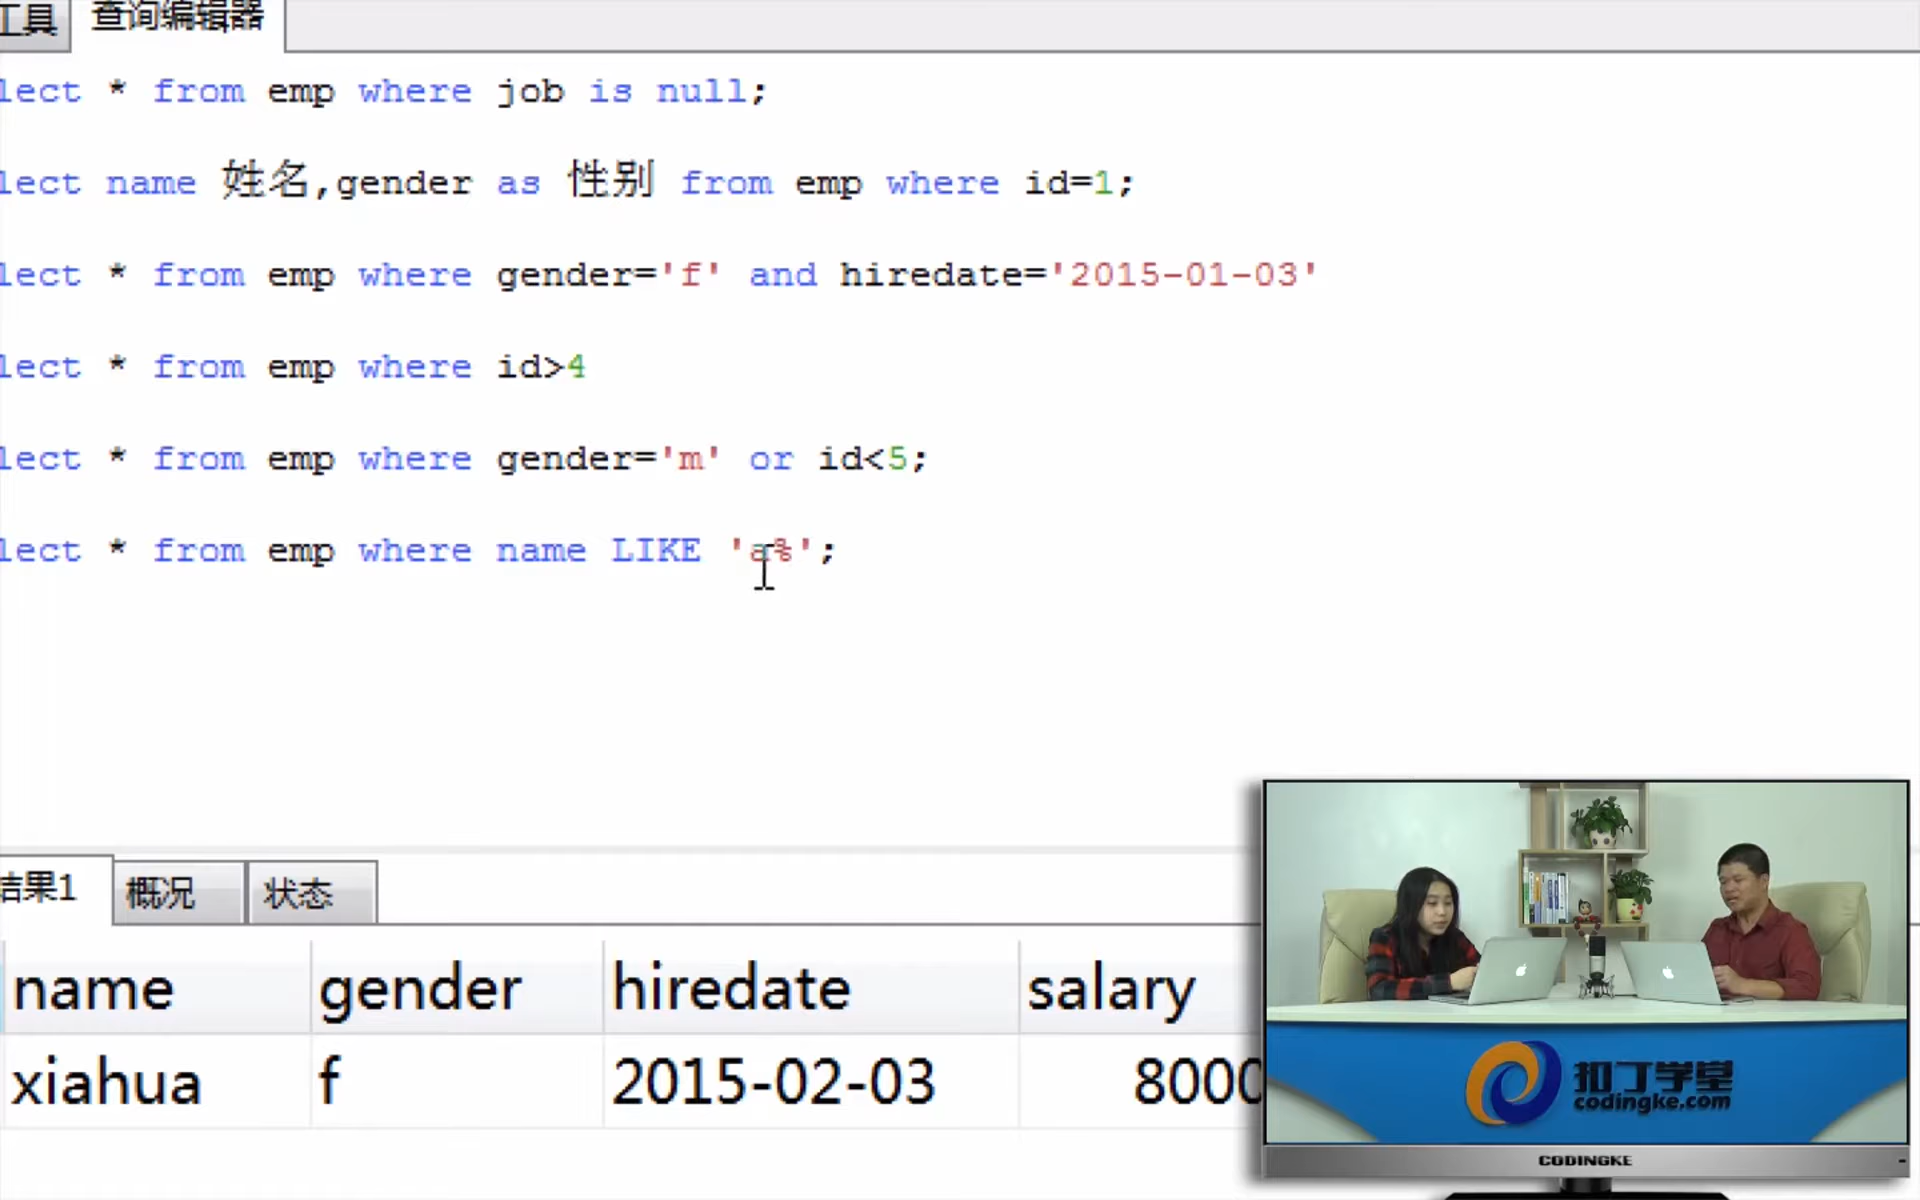 工具 查询编辑器
lect * from emp where job is null;
lect name 姓名,gender as 性别 from emp where id=1;
lect * from emp where gender='f' and hiredate='2015-01-03'
lect * from emp where id>4
lect * from emp where gender='m' or id<5;
lect * from emp where name LIKE 'a%';
结果1 概况 状态
name gender hiredate salary
xiahua f 2015-02-03 8000
扣丁学堂
codingke.com
CODINGKE